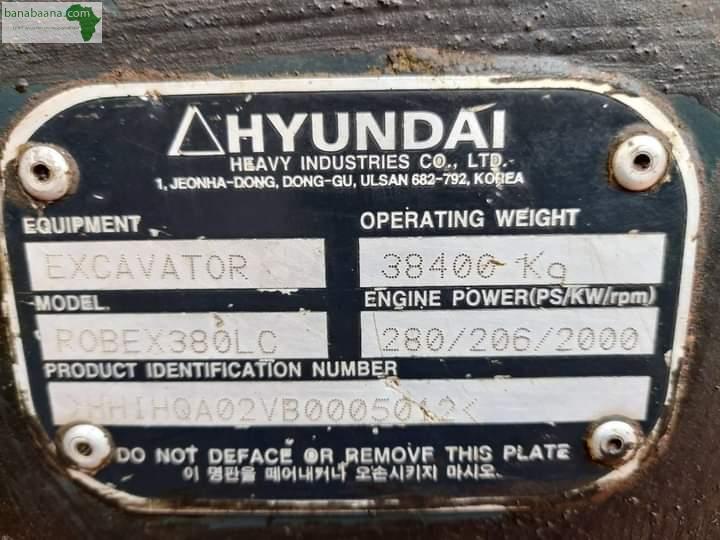 banabaana.com
HYUNDAI
HEAVY INDUSTRIES CO., LTD.
1, JEONHA-DONG, DONG-GU, ULSAN 682-792, KOREA
EQUIPMENT
OPERATING WEIGHT
EXCAVATOR
38400 Kg
MODEL
ENGINE POWER(PS/KW/rpm)
ROBEX380LC
280/206/2000
PRODUCT IDENTIFICATION NUMBER
>HHIHQA02VB0005012<
DO NOT DEFACE OR REMOVE THIS PLATE
이 명판을 떼어내거나 오손시키지 마시오.